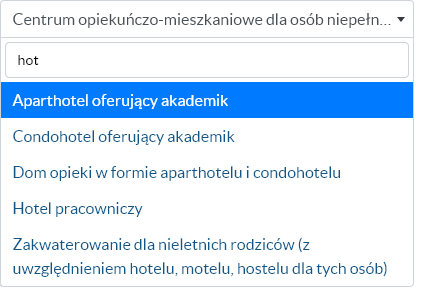 Centrum opiekuńczo-mieszkaniowe dla osób niepełn...
hot
Aparthotel oferujący akademik
Condohotel oferujący akademik
Dom opieki w formie aparthotelu i condohotelu
Hotel pracowniczy
Zakwaterowanie dla nieletnich rodziców (z
uwzględnieniem hotelu, motelu, hostelu dla tych osób)